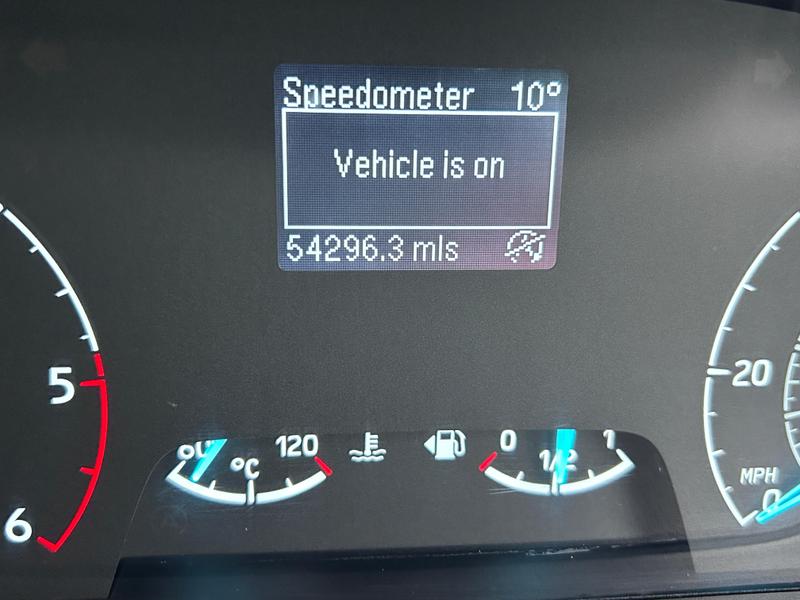 Speedometer 10°
Vehicle is on
54296.3 mls
5
6
120
°C
0
1/2
1
20
MPH
0